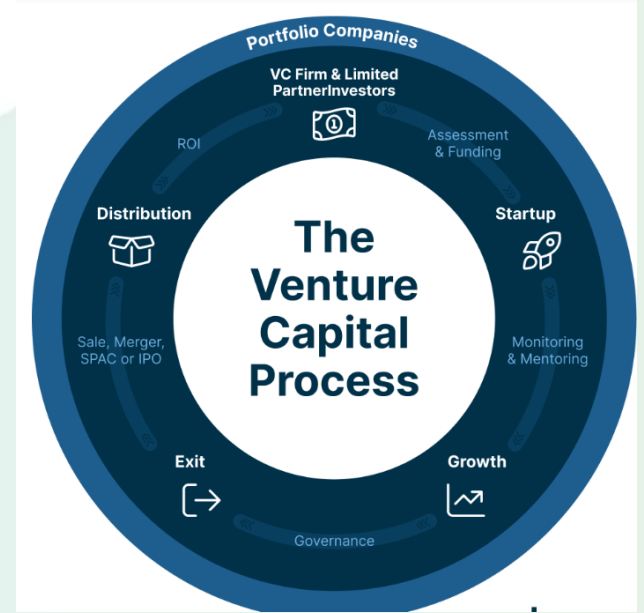 Portfolio Companies
VC Firm & Limited
PartnerInvestors
1
ROI
Assessment
& Funding
Distribution
Startup
The
Venture
Capital
Process
Sale, Merger,
SPAC or IPO
Monitoring
& Mentoring
Exit
Growth
Governance